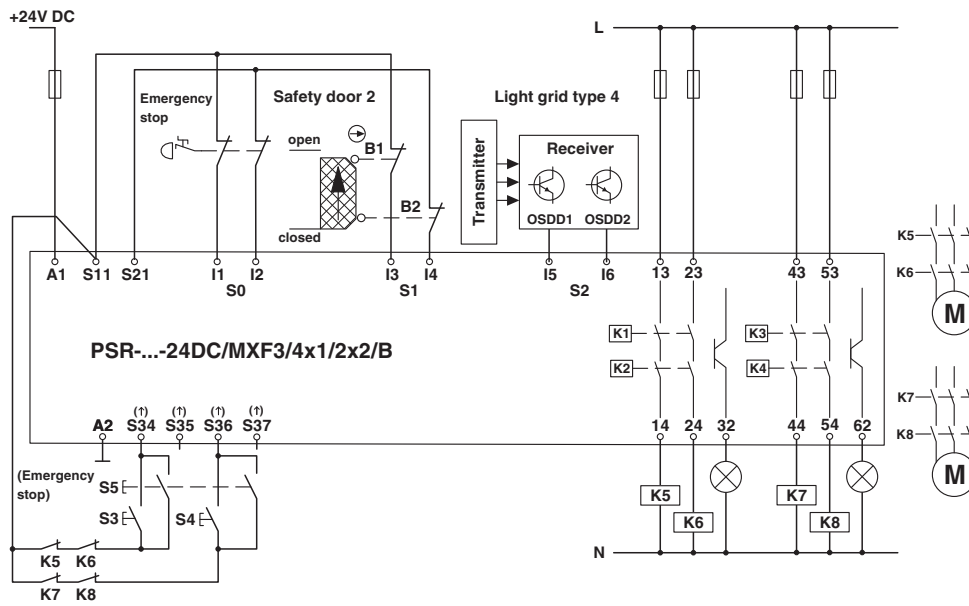 +24V DC
L
Emergency
stop
Safety door 2
open
B1
B2
closed
Light grid type 4
Transmitter
Receiver
OSDD1 OSDD2
K5
K6
M
A1 S11 S21 I1 I2 I3 I4 I5 I6 13 23 43 53
S0 S1 S2
PSR-...-24DC/MXF3/4x1/2x2/B
K1 K3
K2 K4
K7
K8
M
(↑) (↑) (↑) (↑)
A2 S34 S35 S36 S37 14 24 32 44 54 62
(Emergency
stop)
S5
S3 S4
K5 K7
K6 K8
N
K5 K6
K7 K8